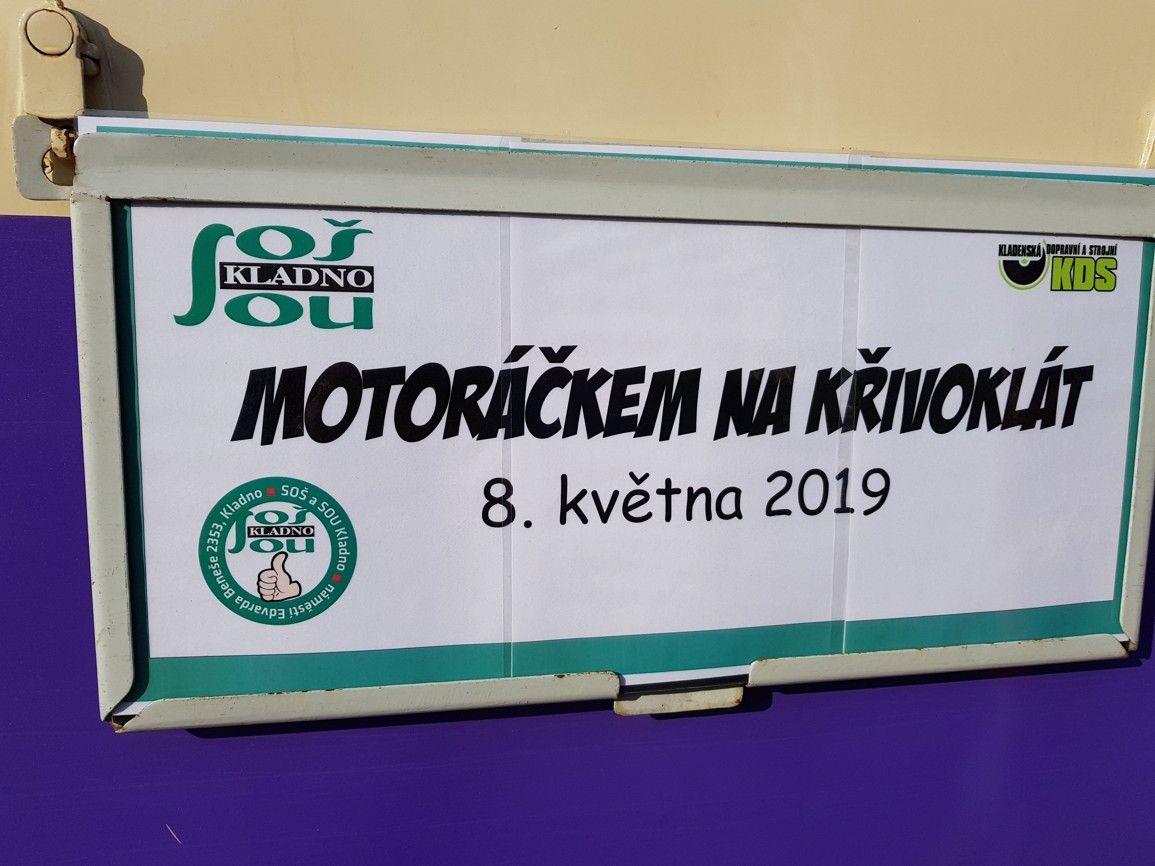 SOŠ
KLADNO
SOU
KLADENSKÁ DOPRAVNÍ A STROJNÍ
KDS
MOTORÁČKEM NA KŘIVOKLÁT
8. května 2019
SOŠ a SOU Kladno ▪ náměstí Edvarda Beneše 2353, Kladno ▪
SOŠ
KLADNO
SOU